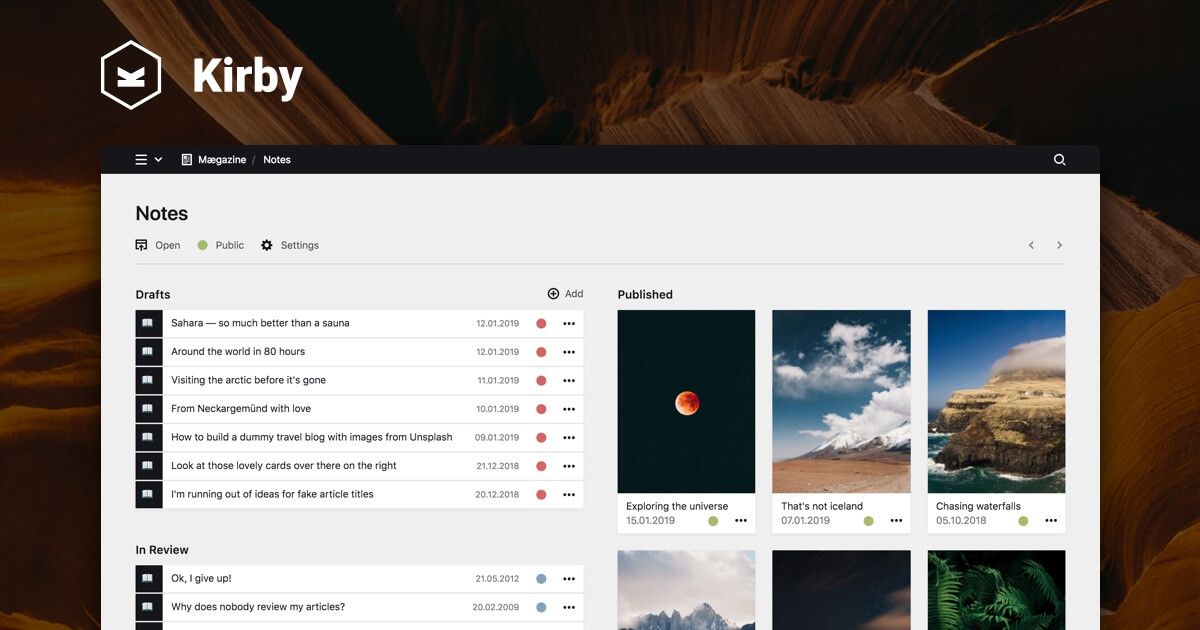 Kirby
Mægazine / Notes
Notes
Open Public Settings
Drafts
Add
Sahara — so much better than a sauna 12.01.2019
Around the world in 80 hours 12.01.2019
Visiting the arctic before it's gone 11.01.2019
From Neckargemünd with love 10.01.2019
How to build a dummy travel blog with images from Unsplash 09.01.2019
Look at those lovely cards over there on the right 21.12.2018
I'm running out of ideas for fake article titles 20.12.2018
In Review
Ok, I give up! 21.05.2012
Why does nobody review my articles? 20.02.2009
Published
Exploring the universe
15.01.2019
That's not iceland
07.01.2019
Chasing waterfalls
05.10.2018